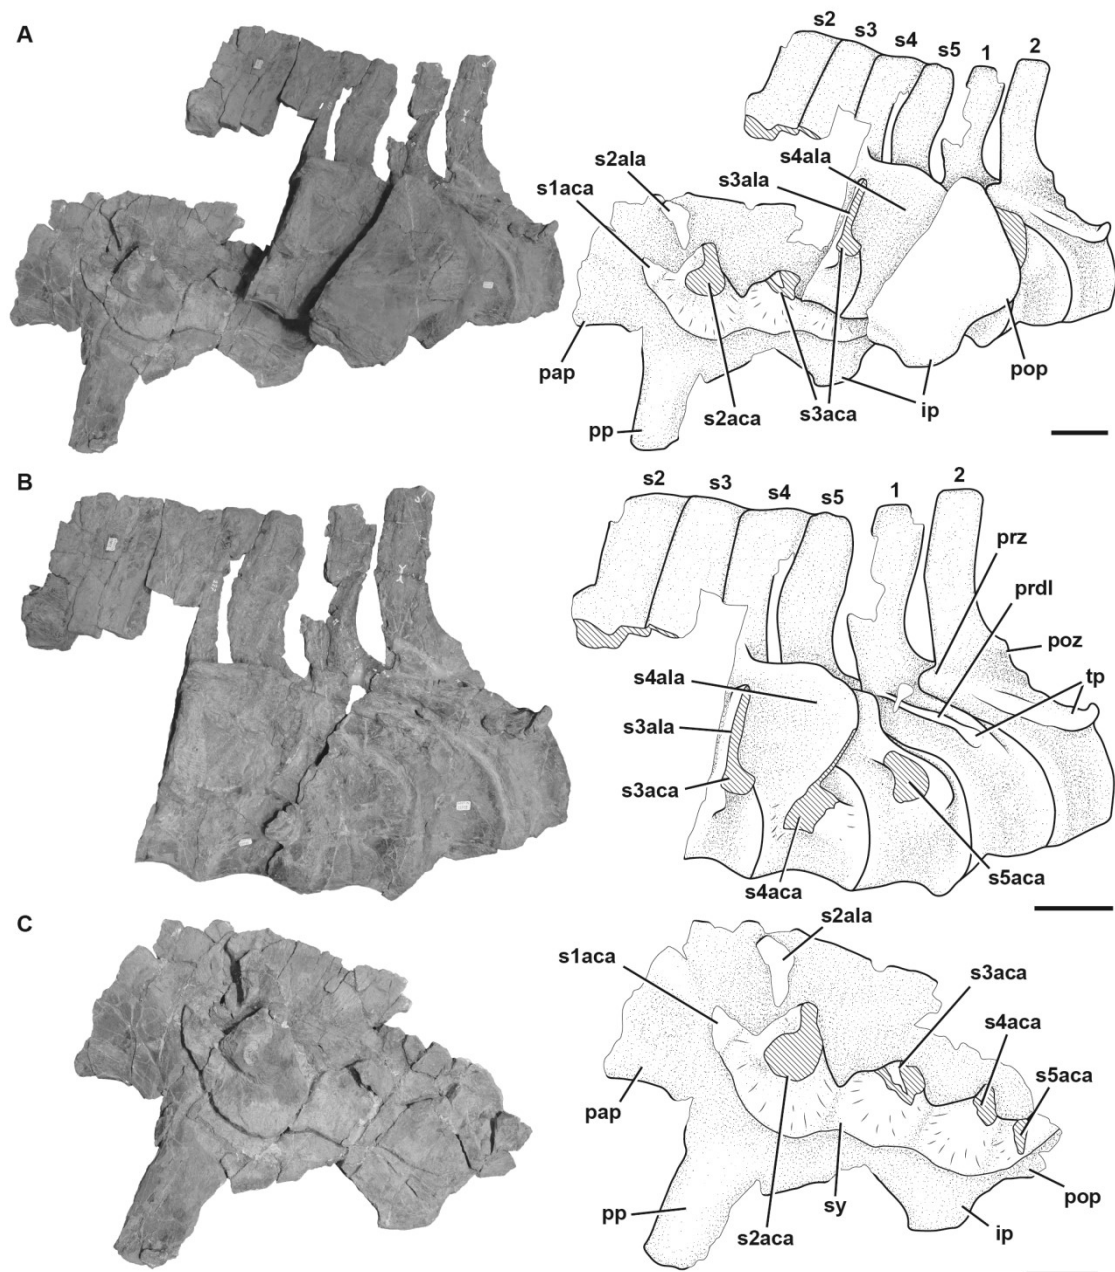 A
s2 s3 s4 s5 1 2
s2ala
s4ala
s1aca
s3ala
pap
s2aca
s3aca
pop
pp
ip
B
s2 s3 s4 s5 1 2
prz
prdl
poz
s4ala
tp
s3ala
s3aca
s4aca
s5aca
C
s2ala
s1aca
s3aca
s4aca
s5aca
pap
pp
sy
pop
s2aca
ip